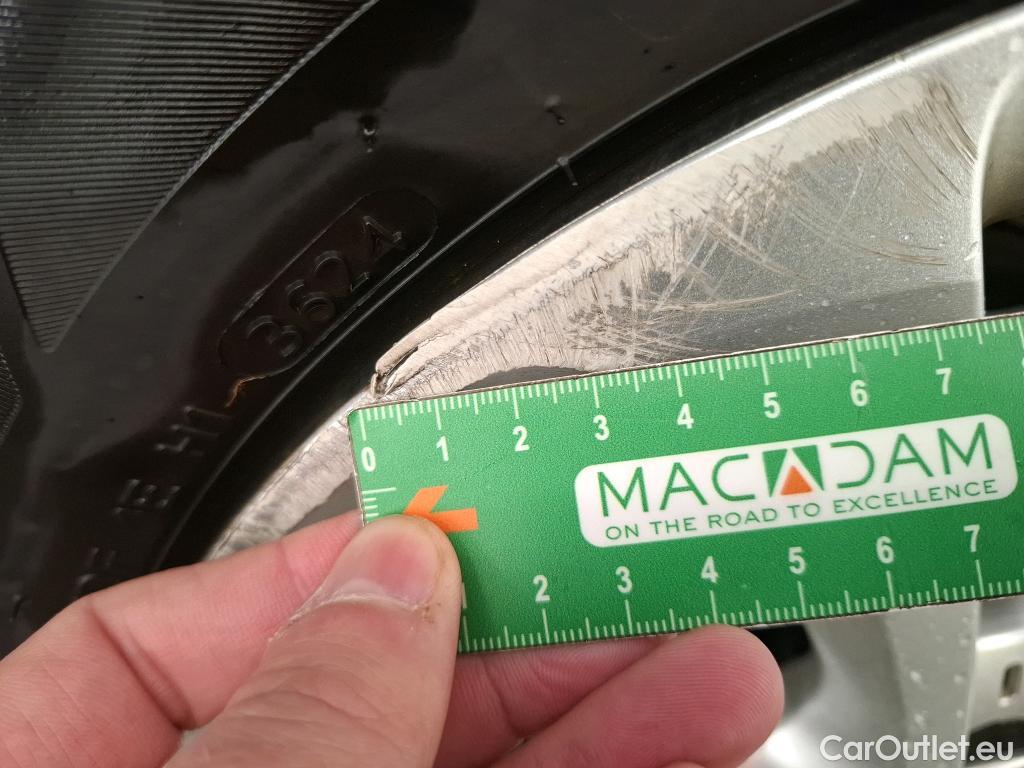 3624
E H1
0 1 2 3 4 5 6 7
MACADAM
ON THE ROAD TO EXCELLENCE
2 3 4 5 6 7
CarOutlet.eu